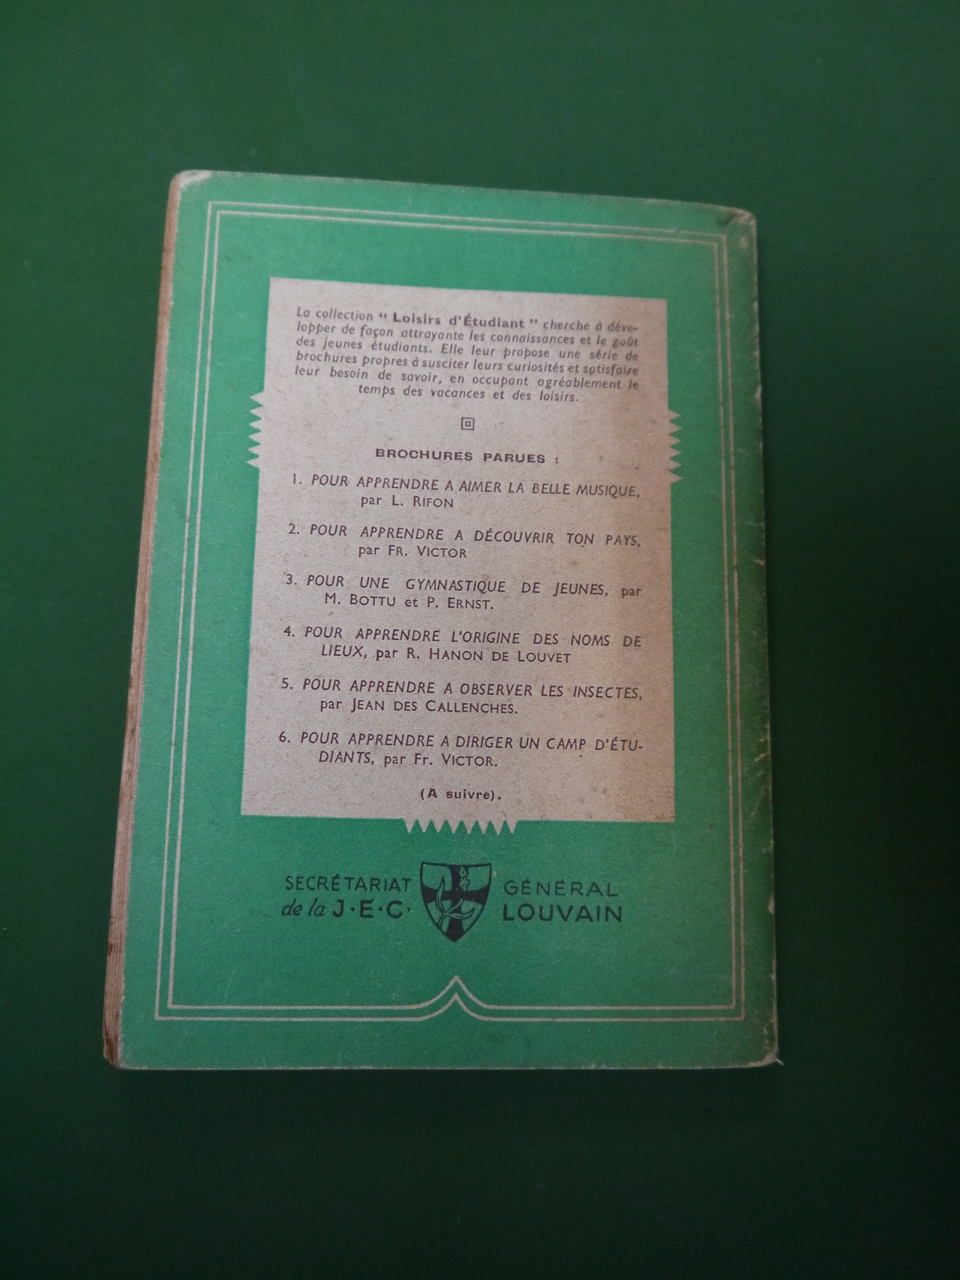 La collection “ Loisirs d'Étudiant ” cherche à déve-
lopper de façon attrayante les connaissances et le goût
des jeunes étudiants. Elle leur propose une série de
brochures propres à susciter leurs curiosités et satisfaire
leur besoin de savoir, en occupant agréablement le
temps des vacances et des loisirs.
BROCHURES PARUES :
1. POUR APPRENDRE A AIMER LA BELLE MUSIQUE,
par L. RIFON
2. POUR APPRENDRE A DÉCOUVRIR TON PAYS,
par FR. VICTOR
3. POUR UNE GYMNASTIQUE DE JEUNES, par
M. BOTTU et P. ERNST.
4. POUR APPRENDRE L'ORIGINE DES NOMS DE
LIEUX, par R. HANON DE LOUVET
5. POUR APPRENDRE A OBSERVER LES INSECTES,
par JEAN DES CALLENCHES.
6. POUR APPRENDRE A DIRIGER UN CAMP D'ÉTU-
DIANTS, par Fr. VICTOR.
(A suivre).
SECRÉTARIAT GÉNÉRAL
de la J·E·C· LOUVAIN